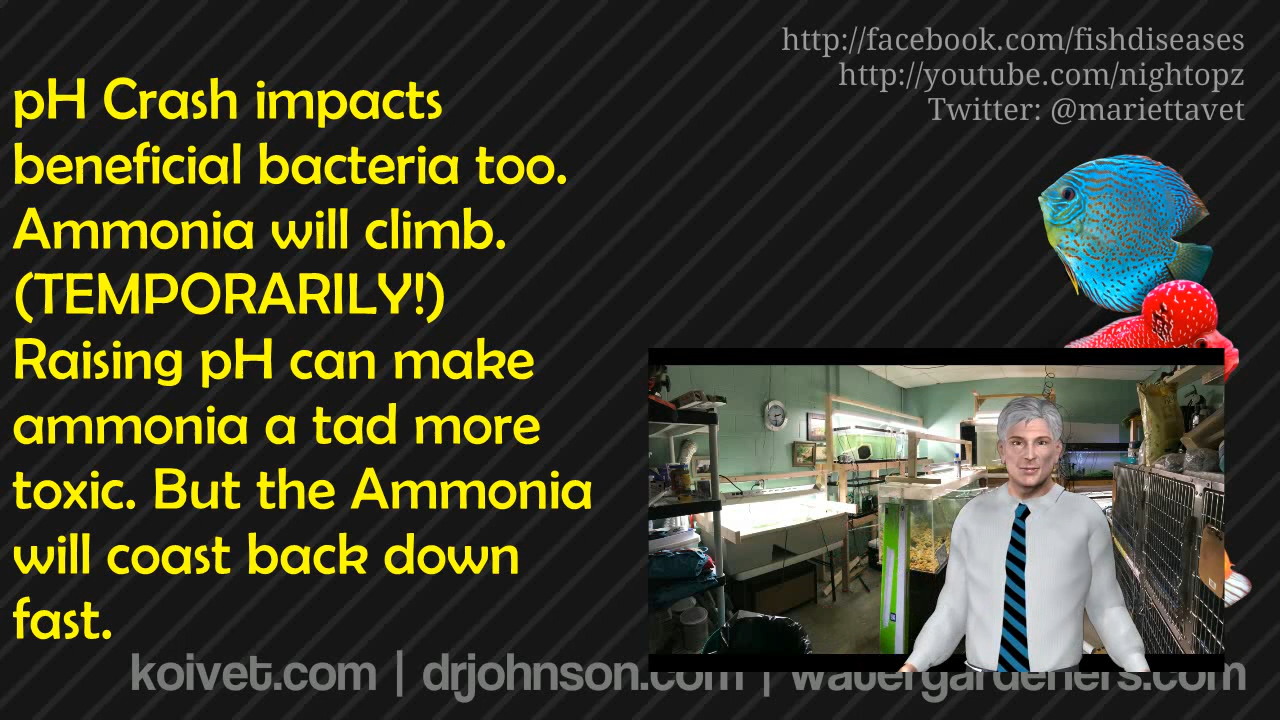 http://facebook.com/fishdiseases
http://youtube.com/nightopz
Twitter: @mariettavet
pH Crash impacts
beneficial bacteria too.
Ammonia will climb.
(TEMPORARILY!)
Raising pH can make
ammonia a tad more
toxic. But the Ammonia
will coast back down
fast.
koivet.com | drjohnson.com | watergardeners.com